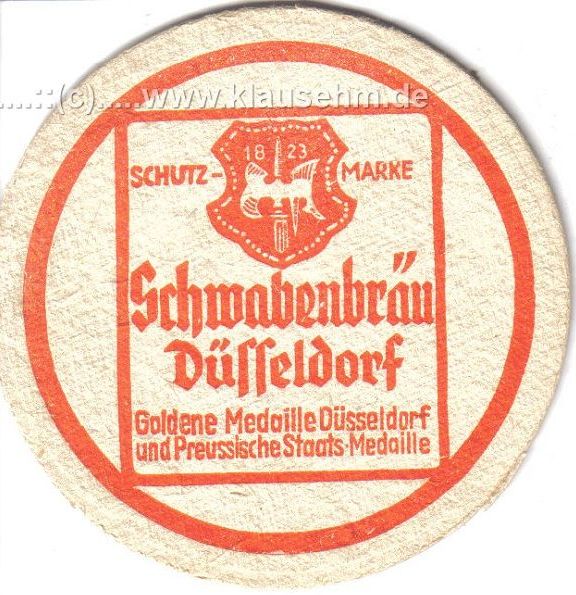 .....::(c).....www.klausehm.de
18 23
SCHUTZ-MARKE
Schwabenbräu
Düsseldorf
Goldene Medaille Düsseldorf
und Preussische Staats-Medaille